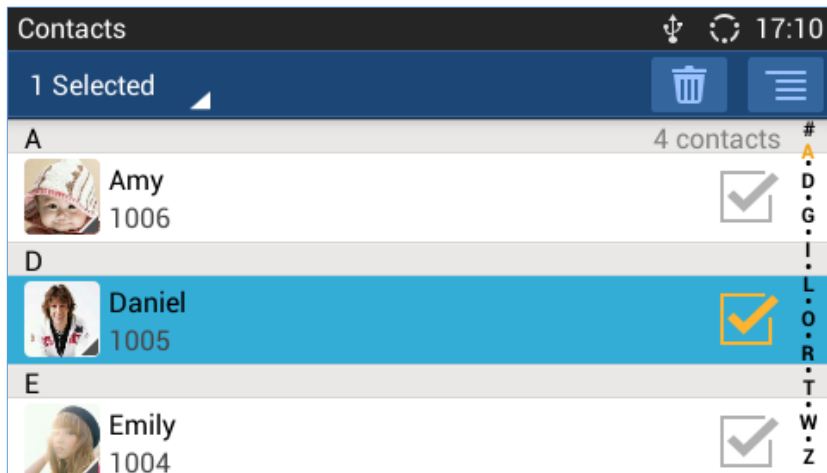 Contacts 17:10
1 Selected
A 4 contacts
Amy
1006
D
Daniel
1005
E
Emily
1004
#
A
D
G
I
L
O
R
T
W
Z